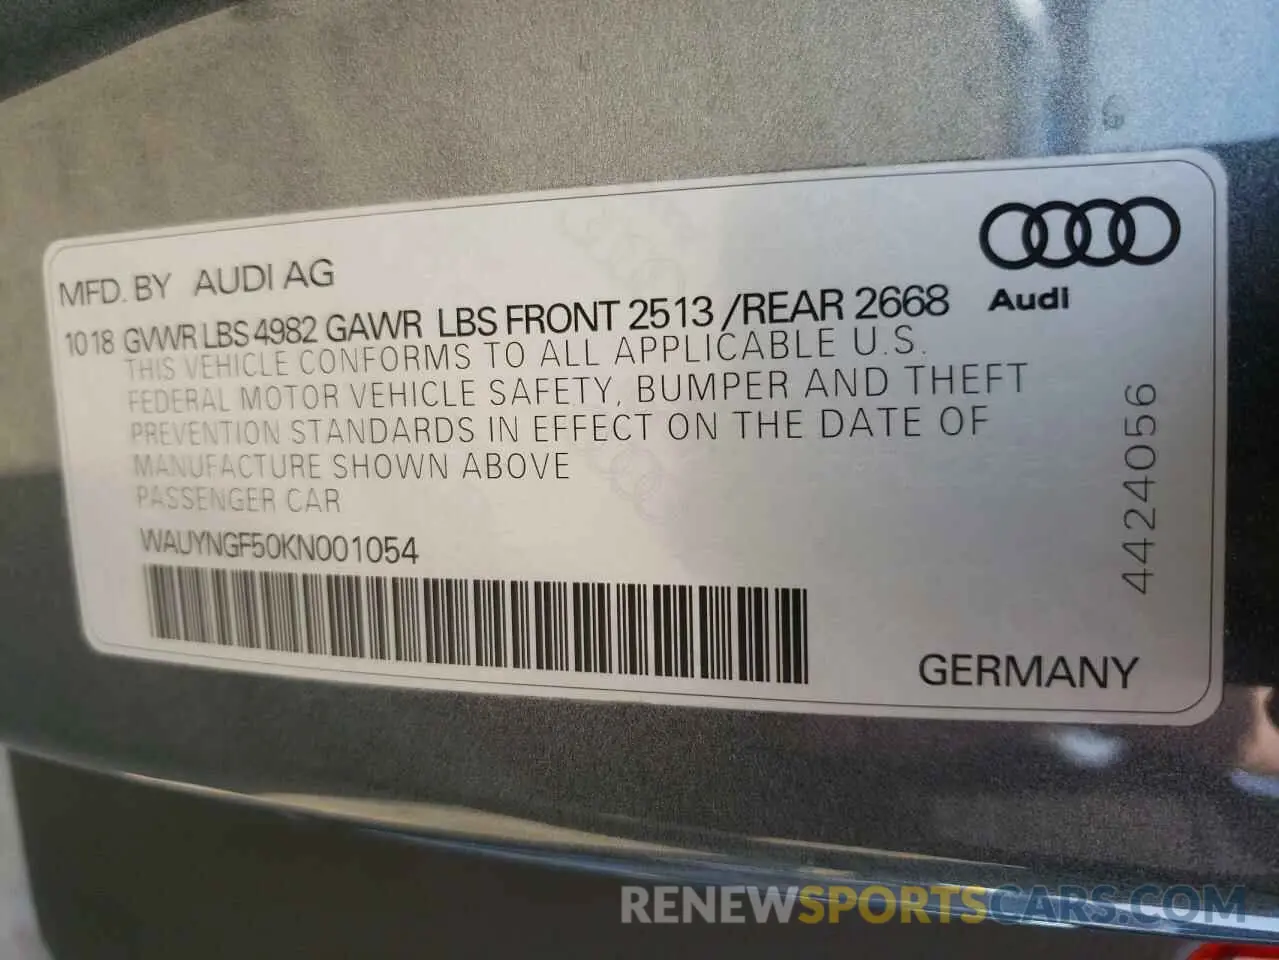 MFD. BY AUDI AG
Audi
1018 GVWR LBS 4982 GAWR LBS FRONT 2513 /REAR 2668
THIS VEHICLE CONFORMS TO ALL APPLICABLE U.S.
FEDERAL MOTOR VEHICLE SAFETY, BUMPER AND THEFT
PREVENTION STANDARDS IN EFFECT ON THE DATE OF
MANUFACTURE SHOWN ABOVE
PASSENGER CAR
WAUYNGF50KN001054
44224056
GERMANY
RENEWSPORTSCARS.COM